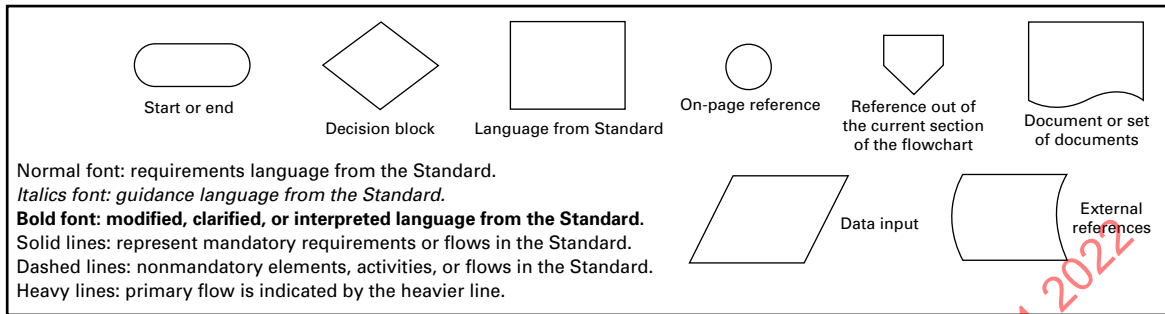 Start or end
Decision block
Language from Standard
On-page reference
Reference out of
the current section
of the flowchart
Document or set
of documents
Normal font: requirements language from the Standard.
Italics font: guidance language from the Standard.
Bold font: modified, clarified, or interpreted language from the Standard.
Solid lines: represent mandatory requirements or flows in the Standard.
Dashed lines: nonmandatory elements, activities, or flows in the Standard.
Heavy lines: primary flow is indicated by the heavier line.
Data input
External
references
2022